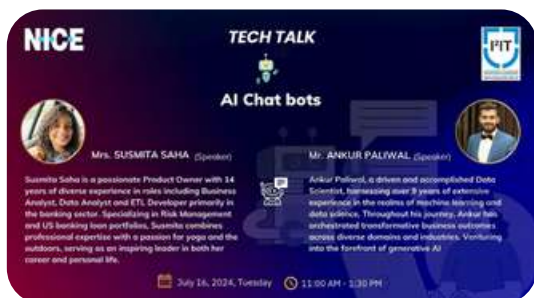 NICE
TECH TALK
I²IT
AI Chat bots
Mrs. SUSMITA SAHA (Speaker)
Susmita Saha is a passionate Product Owner with 14
years of diverse experience in roles including Business
Analyst, Data Analyst and ETL Developer primarily in
the banking sector. Specializing in Risk Management
and US banking loan portfolios, Susmita combines
professional expertise with a passion for yoga and the
outdoors, serving as an inspiring leader in both her
career and personal life.
Mr. ANKUR PALIWAL (Speaker)
Ankur Paliwal, a driven and accomplished Data
Scientist, harnessing over 9 years of extensive
experience in the realms of machine learning and
data science. Throughout his journey, Ankur has
orchestrated transformative business outcomes
across diverse domains and industries. Venturing
into the forefront of generative AI
July 16, 2024, Tuesday
11:00 AM - 1:30 PM